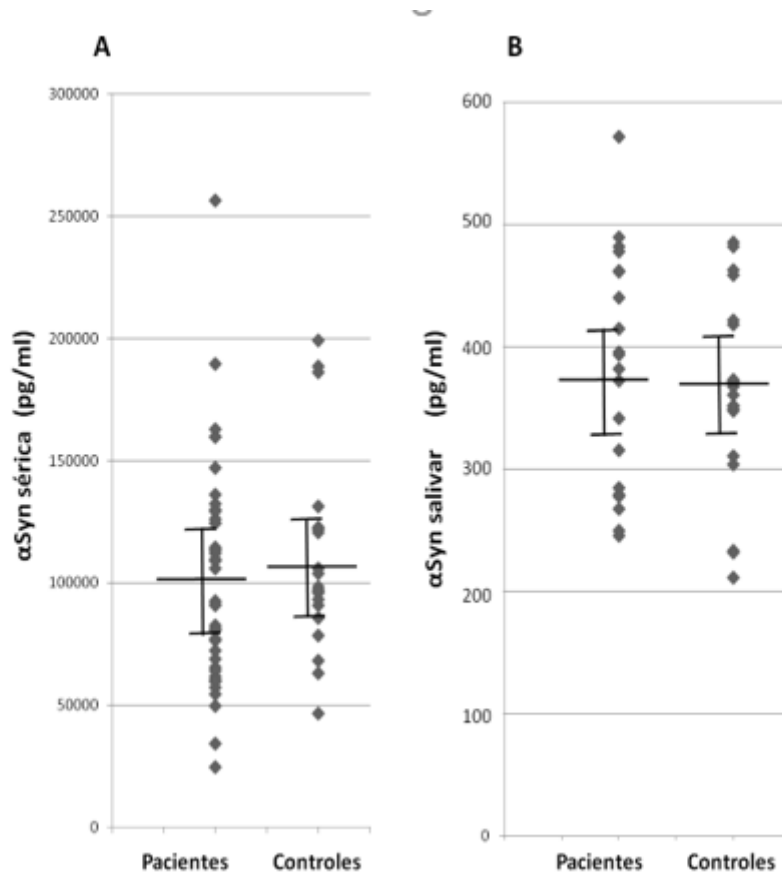 A
300000
250000
200000
150000
100000
50000
0
αSyn sérica (pg/ml)
Pacientes Controles
B
600
500
400
300
200
100
0
αSyn salivar (pg/ml)
Pacientes Controles